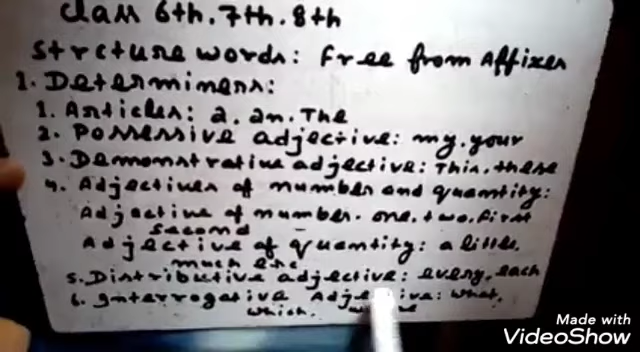 Class 6th. 7th. 8th
Strcture words: Free from Affixes
1. Determiners:
1. Articles: a. an. The
2. Possessive adjective: my. your
3. Demonstrative adjective: This. these
4. Adjectives of number and quantity:
Adjective of number. one. two. first
second
Adjective of quantity: a little,
much etc
5. Distributive adjective: every, each
6. Interrogative Adjective: what,
which.
Made with
VideoShow